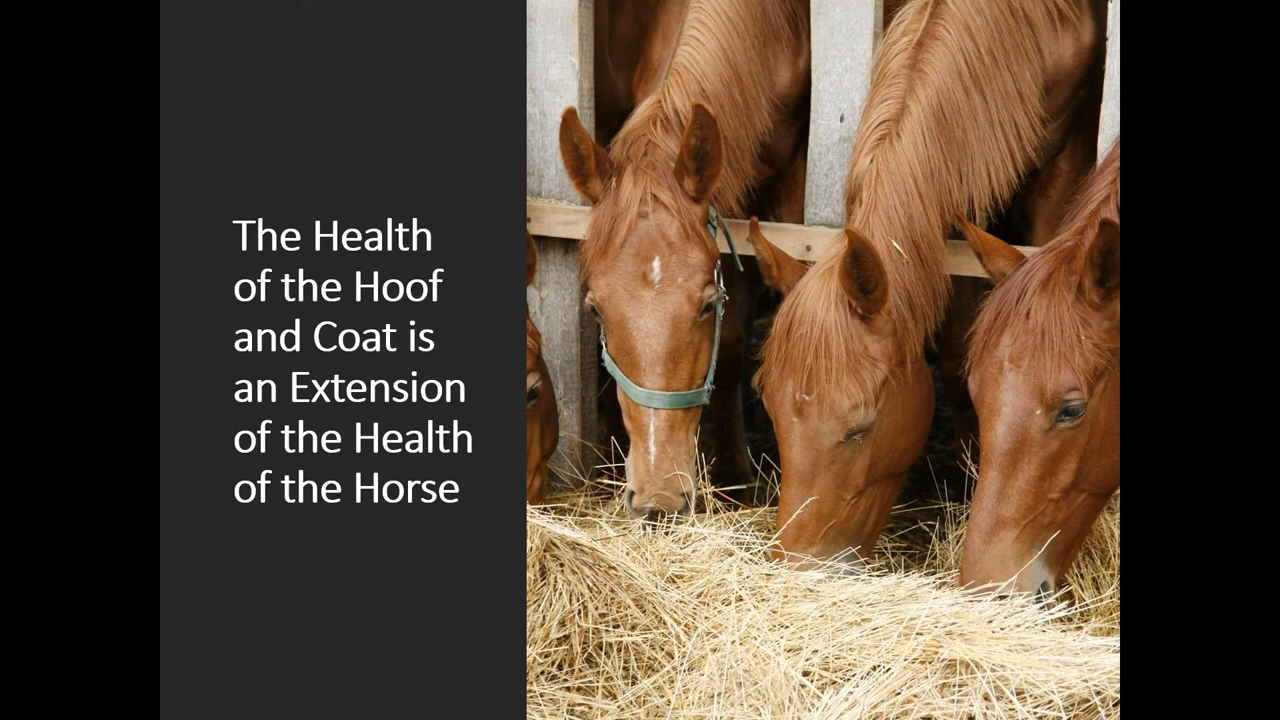 The Health
of the Hoof
and Coat is
an Extension
of the Health
of the Horse